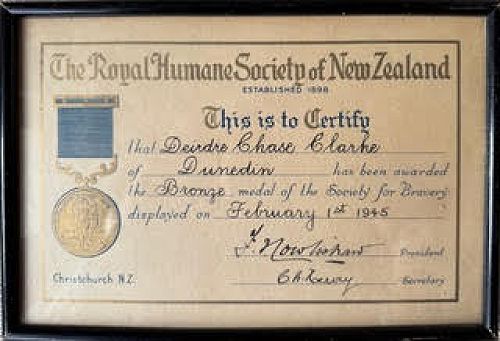 The Royal Humane Society of New Zealand
ESTABLISHED 1898
This is to Certify
that Deirdre Chase Clarke
of Dunedin has been awarded
the Bronze medal of the Society for Bravery
displayed on February 1st 1945
President
Christchurch N.Z. Secretary